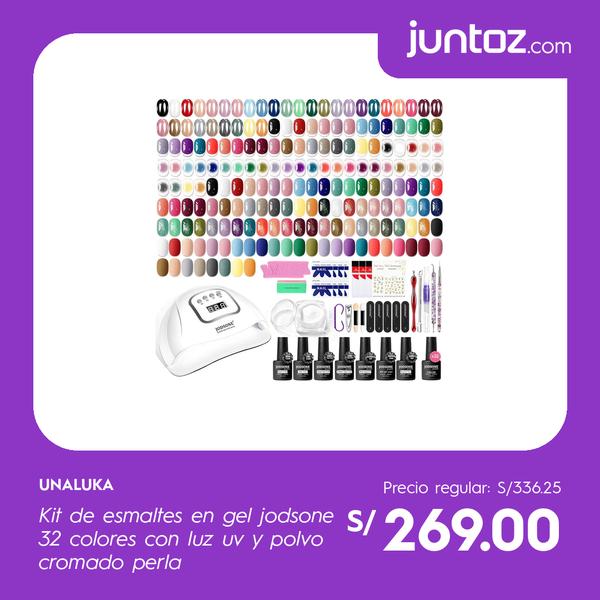 juntoz.com
JODSONE
UNALUKA
Kit de esmaltes en gel jodsone
32 colores con luz uv y polvo
cromado perla
Precio regular: S/336.25
S/ 269.00